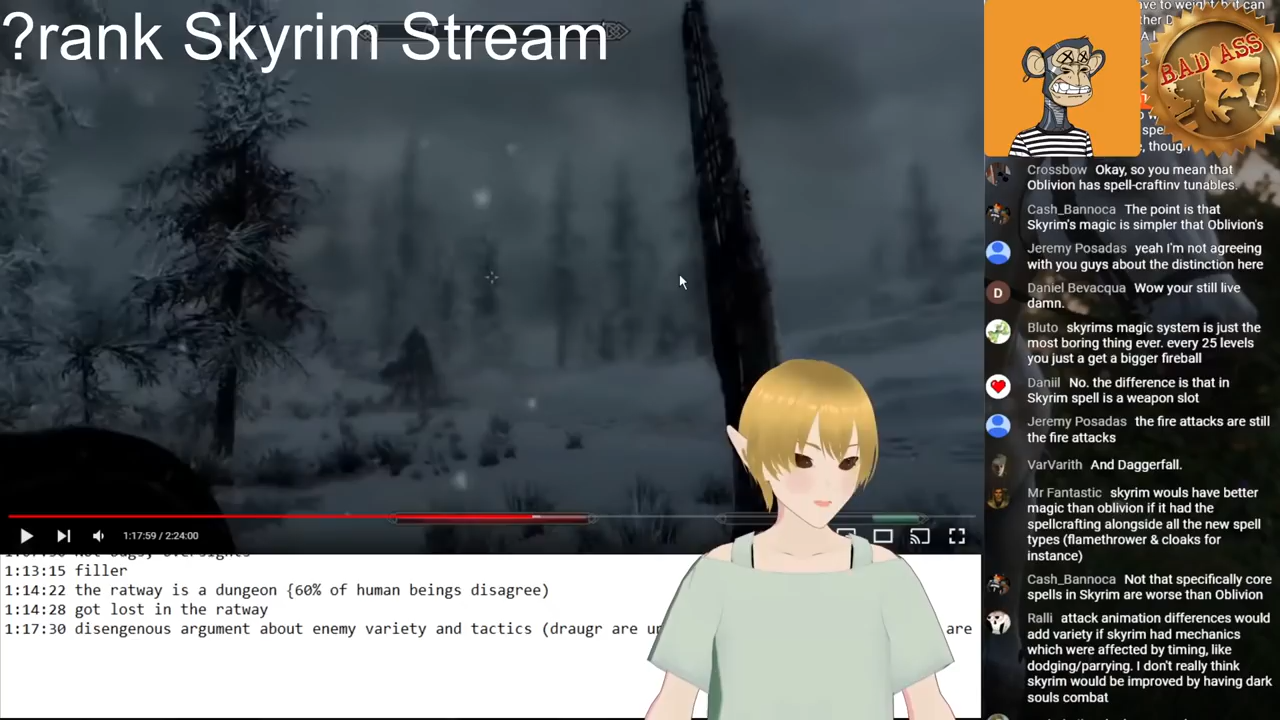 ?rank Skyrim Stream
1:17:59 / 2:24:00
1:13:15 filler
1:14:22 the ratway is a dungeon {60% of human beings disagree)
1:14:28 got lost in the ratway
1:17:30 disengenous argument about enemy variety and tactics (draugr are
are
BAD ASS
Crossbow Okay, so you mean that
Oblivion has spell-craftinv tunables.
Cash_Bannoca The point is that
Skyrim's magic is simpler that Oblivion's
Jeremy Posadas yeah I'm not agreeing
with you guys about the distinction here
D
Daniel Bevacqua Wow your still live
damn.
Bluto skyrims magic system is just the
most boring thing ever. every 25 levels
you just a get a bigger fireball
Daniil No. the difference is that in
Skyrim spell is a weapon slot
Jeremy Posadas the fire attacks are still
the fire attacks
VarVarith And Daggerfall.
Mr Fantastic skyrim wouls have better
magic than oblivion if it had the
spellcrafting alongside all the new spell
types (flamethrower & cloaks for
instance)
Cash_Bannoca Not that specifically core
spells in Skyrim are worse than Oblivion
Ralli attack animation differences would
add variety if skyrim had mechanics
which were affected by timing, like
dodging/parrying. I don't really think
skyrim would be improved by having dark
souls combat